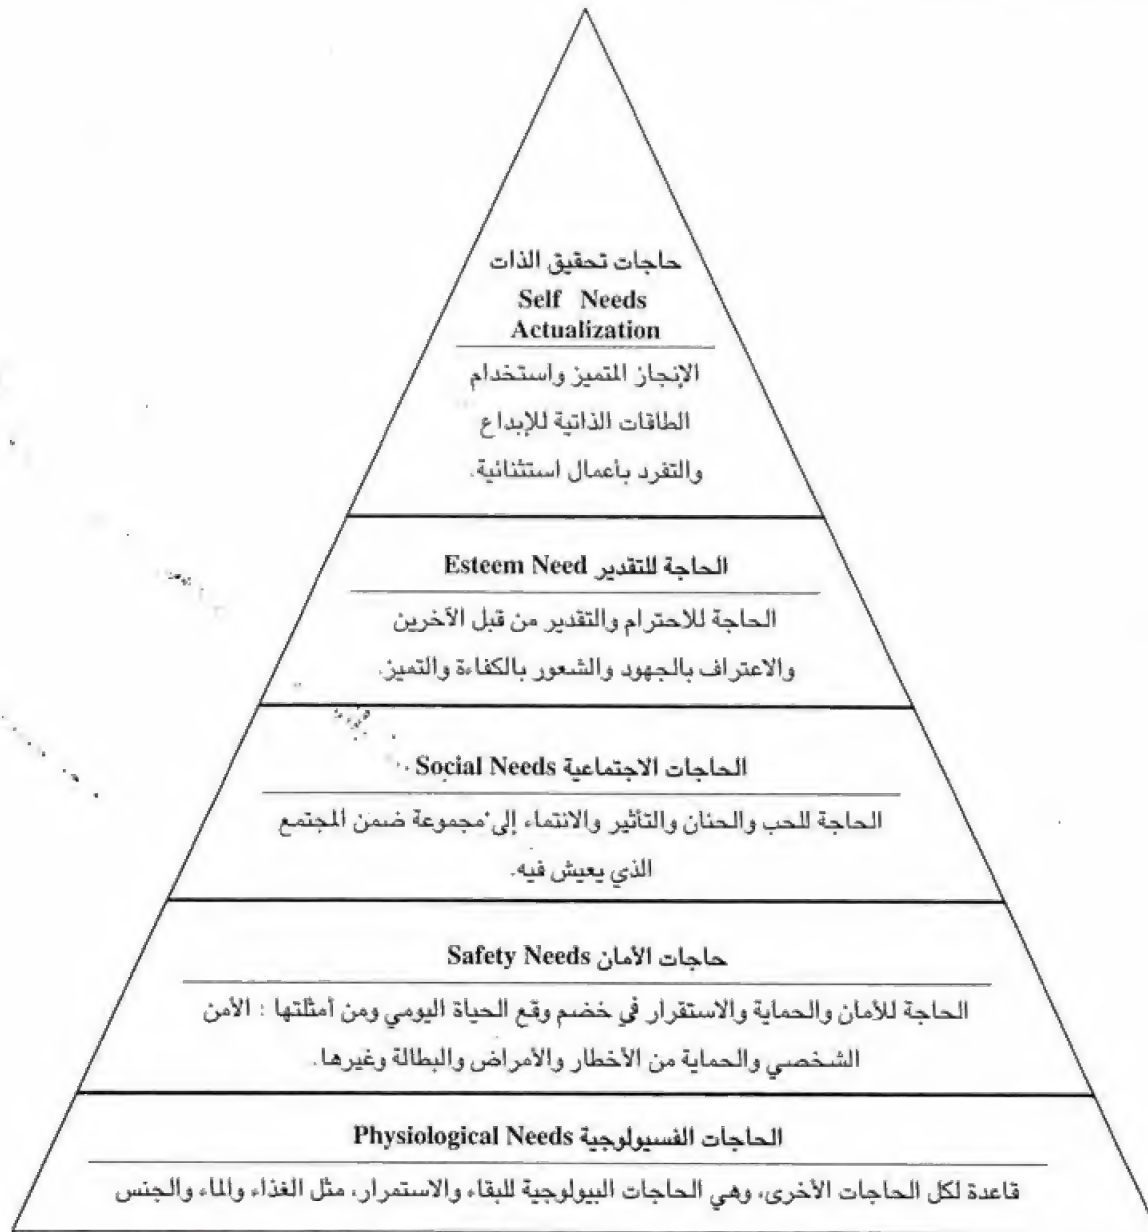 حاجات تحقيق الذات
Self Needs
Actualization
الإنجاز المتميز واستخدام
الطاقات الذاتية للإبداع
والتفرد بأعمال استثنائية.
الحاجة للتقدير Esteem Need
الحاجة للاحترام والتقدير من قبل الآخرين
والاعتراف بالجهود والشعور بالكفاءة والتميز.
الحاجات الاجتماعية Social Needs
الحاجة للحب والحنان والتأثير والانتماء إلى مجموعة ضمن المجتمع
الذي يعيش فيه.
حاجات الأمان Safety Needs
الحاجة للأمان والحماية والاستقرار في خضم وقع الحياة اليومي ومن أمثلتها : الأمن
الشخصي والحماية من الأخطار والأمراض والبطالة وغيرها.
الحاجات الفسيولوجية Physiological Needs
قاعدة لكل الحاجات الأخرى، وهي الحاجات البيولوجية للبقاء والاستمرار، مثل الغذاء والماء والجنس